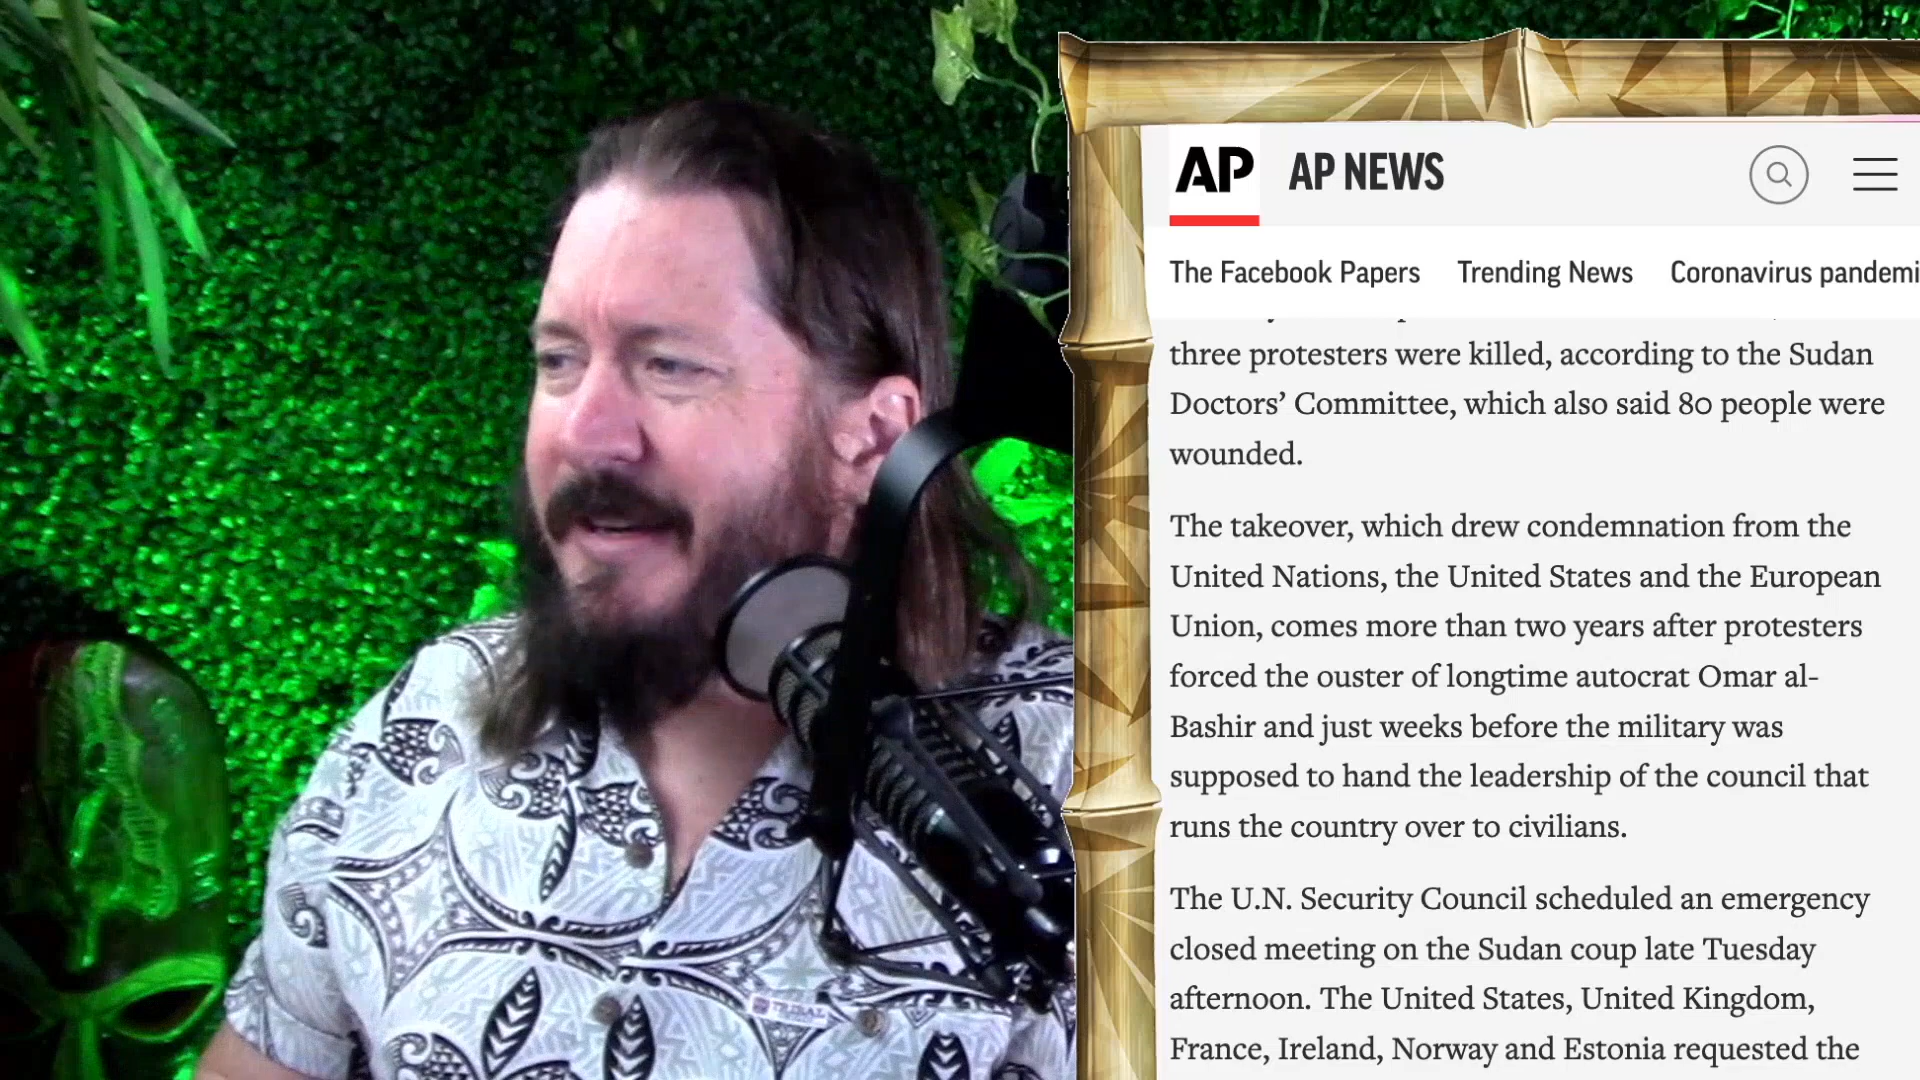 AP AP NEWS
The Facebook Papers Trending News Coronavirus pandemi
three protesters were killed, according to the Sudan
Doctors’ Committee, which also said 80 people were
wounded.
The takeover, which drew condemnation from the
United Nations, the United States and the European
Union, comes more than two years after protesters
forced the ouster of longtime autocrat Omar al-
Bashir and just weeks before the military was
supposed to hand the leadership of the council that
runs the country over to civilians.
The U.N. Security Council scheduled an emergency
closed meeting on the Sudan coup late Tuesday
afternoon. The United States, United Kingdom,
France, Ireland, Norway and Estonia requested the
TRIBAL